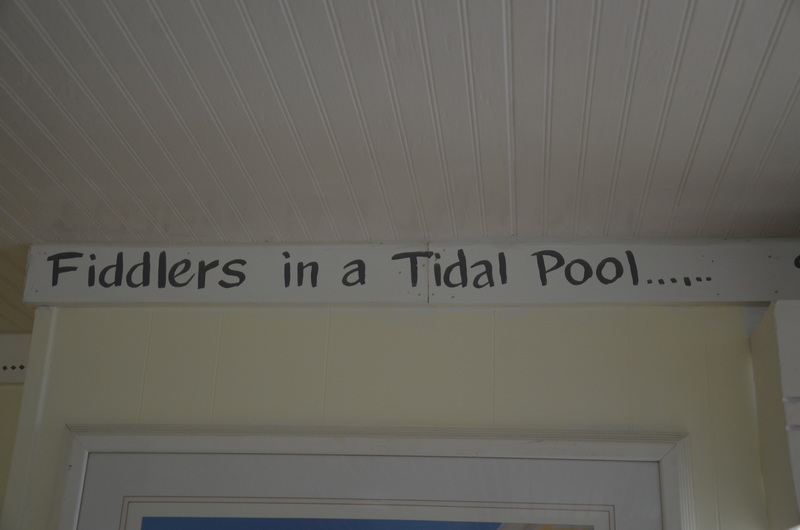 Fiddlers in a Tidal Pool......